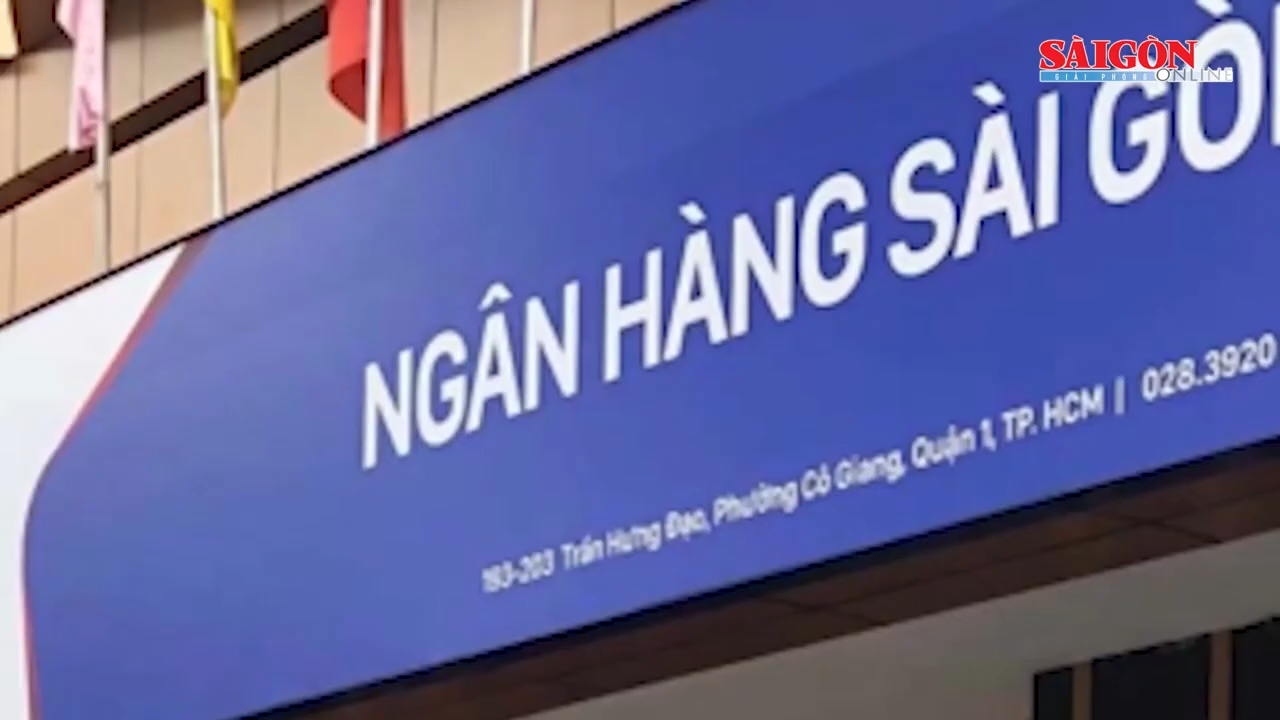 SÀIGÒN
GIẢI PHÓNG ONLINE
NGÂN HÀNG SÀI GÒN
193-203 Trần Hưng Đạo, Phường Cô Giang, Quận 1, TP. HCM | 028.3920